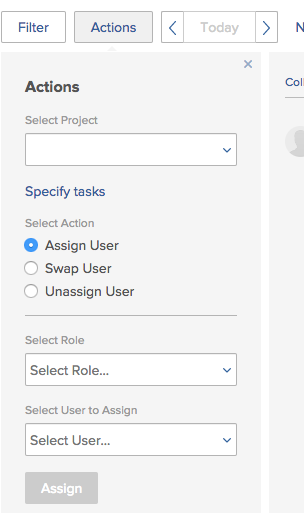 Filter Actions Today N
Actions
Col
Select Project
Specify tasks
Select Action
Assign User
Swap User
Unassign User
Select Role
Select Role...
Select User to Assign
Select User...
Assign